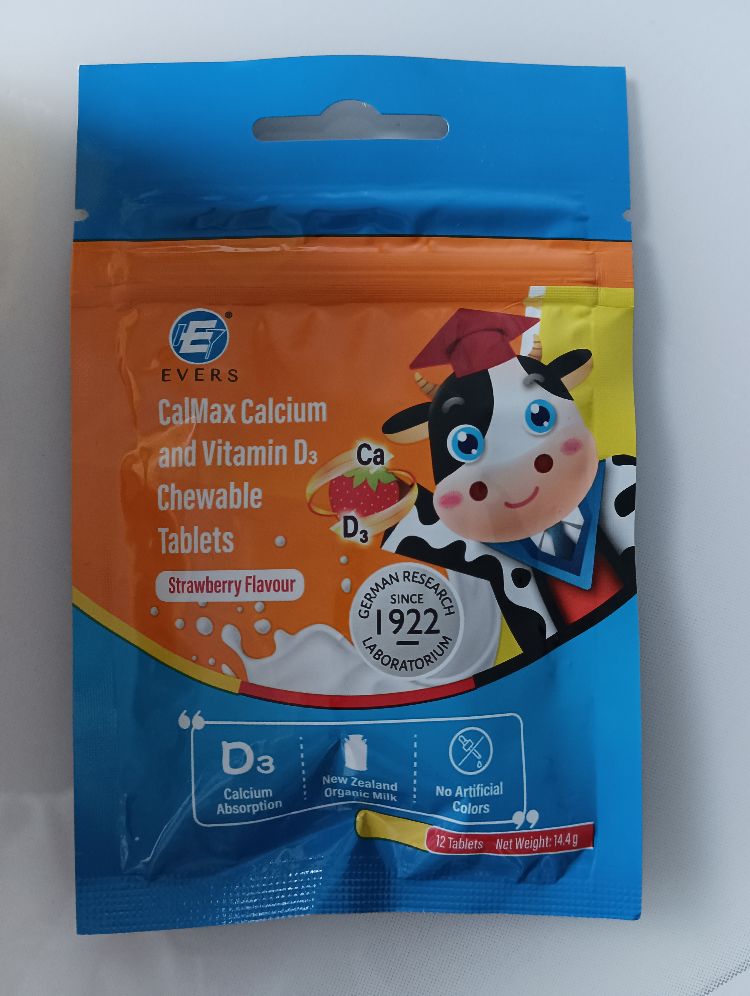 E
®
EVERS
CalMax Calcium
and Vitamin D3
Chewable
Tablets
Strawberry Flavour
Ca
D3
GERMAN RESEARCH
SINCE
1922
LABORATORIUM
D3
Calcium
Absorption
New Zealand
Organic Milk
No Artificial
Colors
12 Tablets Net Weight: 14.4 g